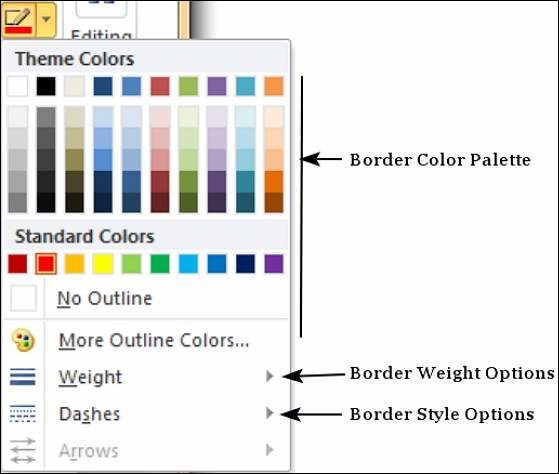 Editing
Theme Colors
Border Color Palette
Standard Colors
No Outline
More Outline Colors...
Weight
Border Weight Options
Dashes
Border Style Options
Arrows